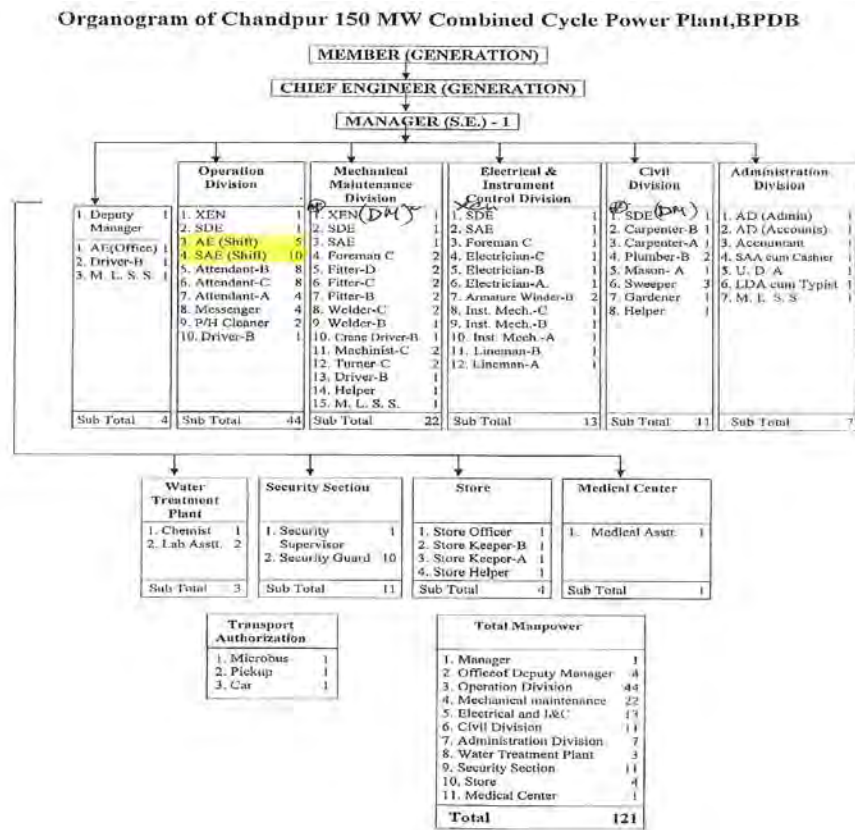 Organogram of Chandpur 150 MW Combined Cycle Power Plant,BPDB
MEMBER (GENERATION)
CHIEF ENGINEER (GENERATION)
MANAGER (S.E.) - 1
1. Deputy Manager 1
1. AE(Office) 1
2. Driver-B 1
3. M. L. S. S. 1
Sub Total 4
Operation
Division
1. XEN 1
2. SDE 1
3. AE (Shift) 5
4. SAE (Shift) 10
5. Attendant-B 8
6. Attendant-C 8
7. Attendant-A 4
8. Messenger 4
9. P/H Cleaner 2
10. Driver-B 1
Sub Total 44
Mechanical
Maintenance
Division
1. XEN (DM) 1
2. SDE 1
3. SAE 1
4. Foreman C 2
5. Fitter-D 2
6. Fitter-C 2
7. Fitter-B 2
8. Welder-C 2
9. Welder-B 1
10. Crane Driver-B 1
11. Machinist-C 2
12. Turner-C 2
13. Driver-B 1
14. Helper 1
15. M. L. S. S. 1
Sub Total 22
Electrical &
Instrument
Control Division
1. SDE 1
2. SAE 1
3. Foreman C 1
4. Electrician-C 1
5. Electrician-B 1
6. Electrician-A. 1
7. Armature Winder-B 2
8. Inst. Mech.-C 1
9. Inst. Mech.-B 1
10. Inst. Mech.-A 1
11. Lineman-B 1
12. Lineman-A 1
Sub Total 13
Civil
Division
1. SDE (DM) 1
2. Carpenter-B 1
3. Carpenter-A 1
4. Plumber-B 2
5. Mason- A 1
6. Sweeper 3
7. Gardener 1
8. Helper 1
Sub Total 11
Administration
Division
1. AD (Admin) 1
2. AD (Accounts) 1
3. Accountant 1
4. SAA cum Cashier 1
5. U. D. A 1
6. LDA cum Typist 1
7. M. L. S. S 1
Sub Total 7
Water
Treatment
Plant
1. Chemist 1
2. Lab Asstt. 2
Sub Total 3
Security Section
1. Security 1
Supervisor
2. Security Guard 10
Sub Total 11
Store
1. Store Officer 1
2. Store Keeper-B 1
3. Store Keeper-A 1
4. Store Helper 1
Sub Total 4
Medical Center
1. Medical Asstt. 1
Sub Total 1
Transport
Authorization
1. Microbus 1
2. Pickup 1
3. Car 1
Total Manpower
1. Manager 1
2 Officeof Deputy Manager 4
3. Operation Division 44
4. Mechanical maintenance 22
5. Electrical and I&C 13
6. Civil Division 11
7. Administration Division 7
8. Water Treatment Plant 3
9. Security Section 11
10. Store 4
11. Medical Center 1
Total 121